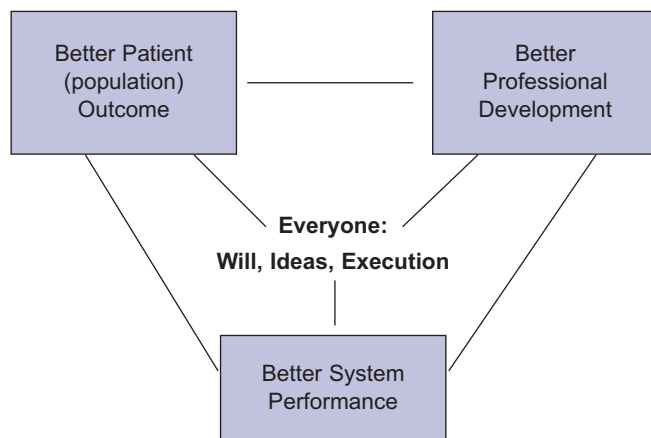 Better Patient
(population)
Outcome
Better
Professional
Development
Everyone:
Will, Ideas, Execution
Better System
Performance